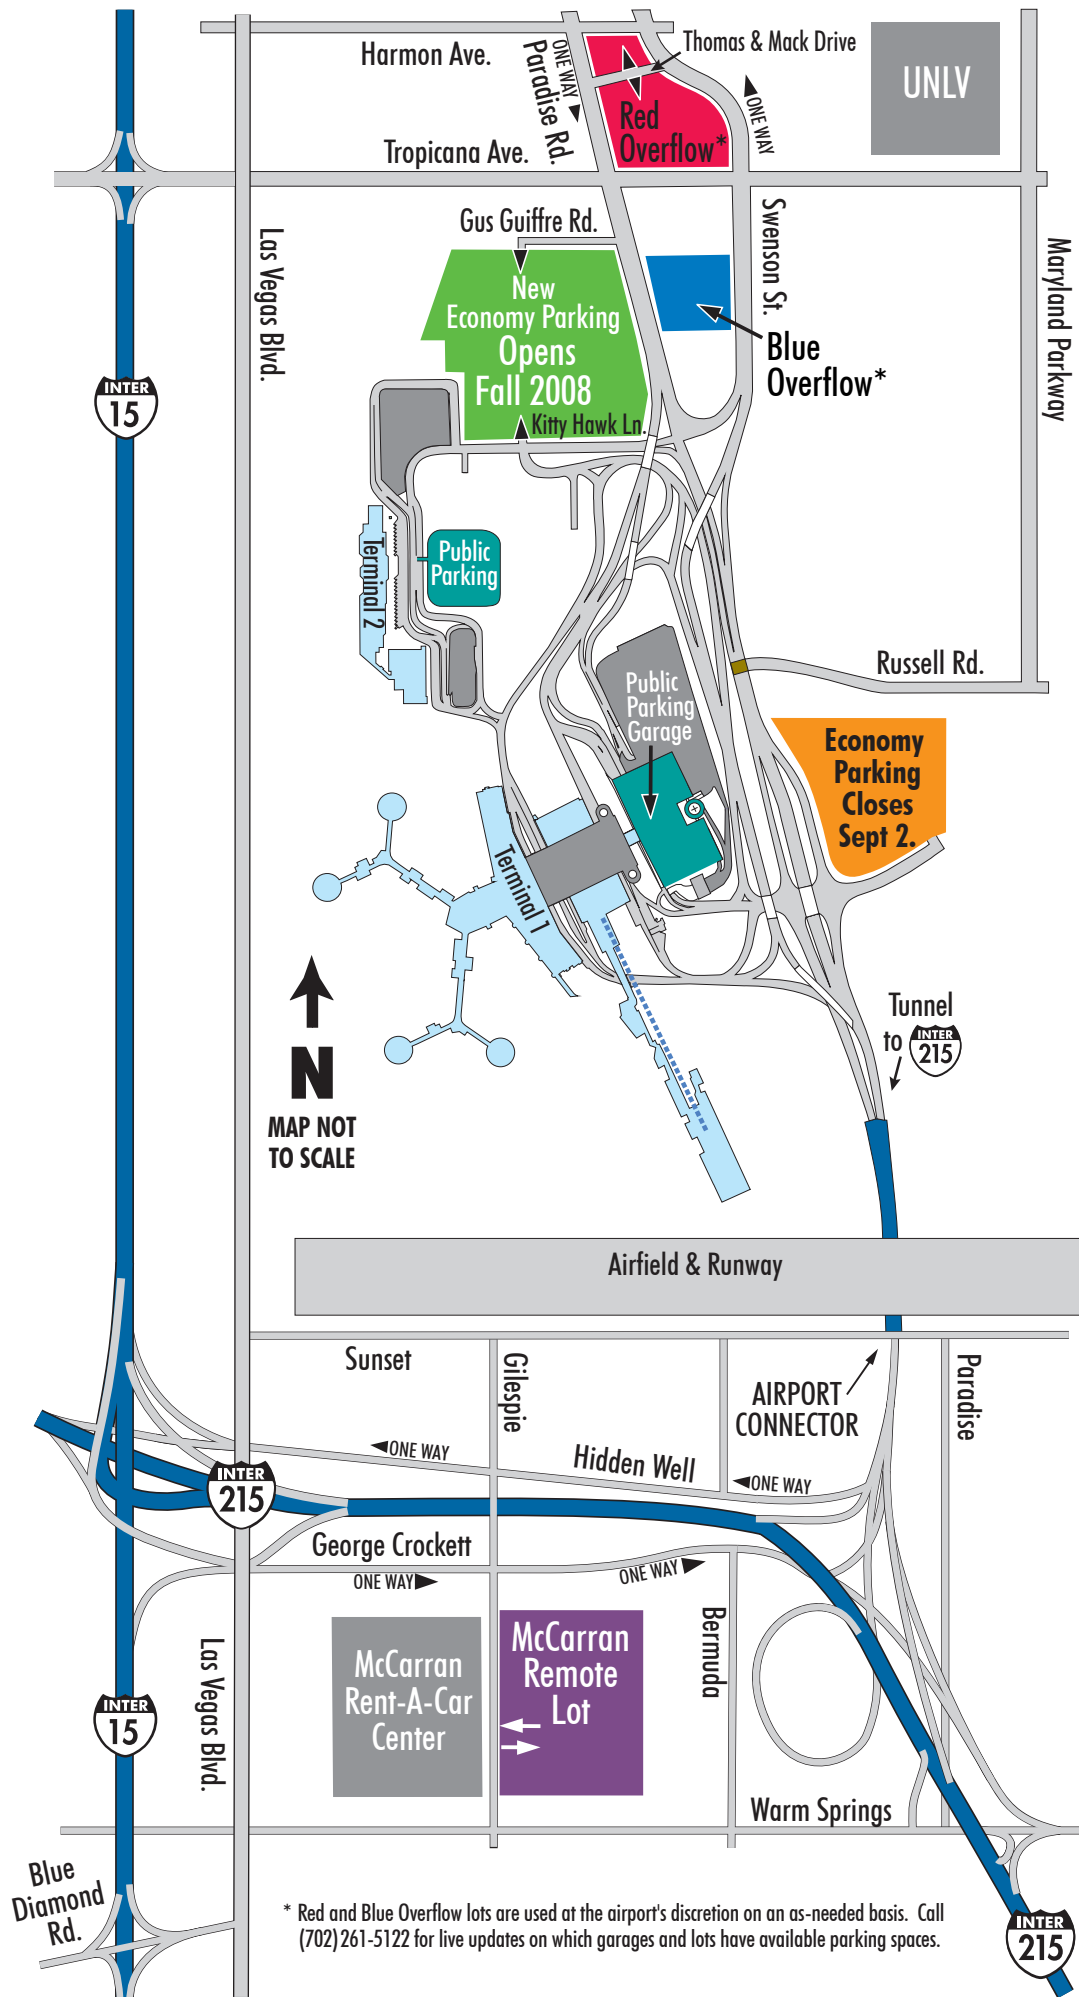 Harmon Ave.
ONE WAY
Paradise Rd.
Thomas & Mack Drive
UNLV
Red
Overflow*
ONE WAY
Tropicana Ave.
Gus Guiffre Rd.
Swenson St.
Las Vegas Blvd.
Maryland Parkway
New
Economy Parking
Opens
Fall 2008
Kitty Hawk Ln.
Blue
Overflow*
INTER
15
Terminal 2
Public
Parking
Russell Rd.
Public
Parking
Garage
Economy
Parking
Closes
Sept 2.
Terminal 1
N
MAP NOT
TO SCALE
Tunnel
to INTER
215
Airfield & Runway
Sunset
Gilespie
AIRPORT
CONNECTOR
Paradise
ONE WAY
Hidden Well
ONE WAY
INTER
215
George Crockett
ONE WAY
ONE WAY
McCarran
Rent-A-Car
Center
McCarran
Remote
Lot
Bermuda
Las Vegas Blvd.
INTER
15
Warm Springs
Blue
Diamond
Rd.
* Red and Blue Overflow lots are used at the airport's discretion on an as-needed basis. Call
(702) 261-5122 for live updates on which garages and lots have available parking spaces.
INTER
215